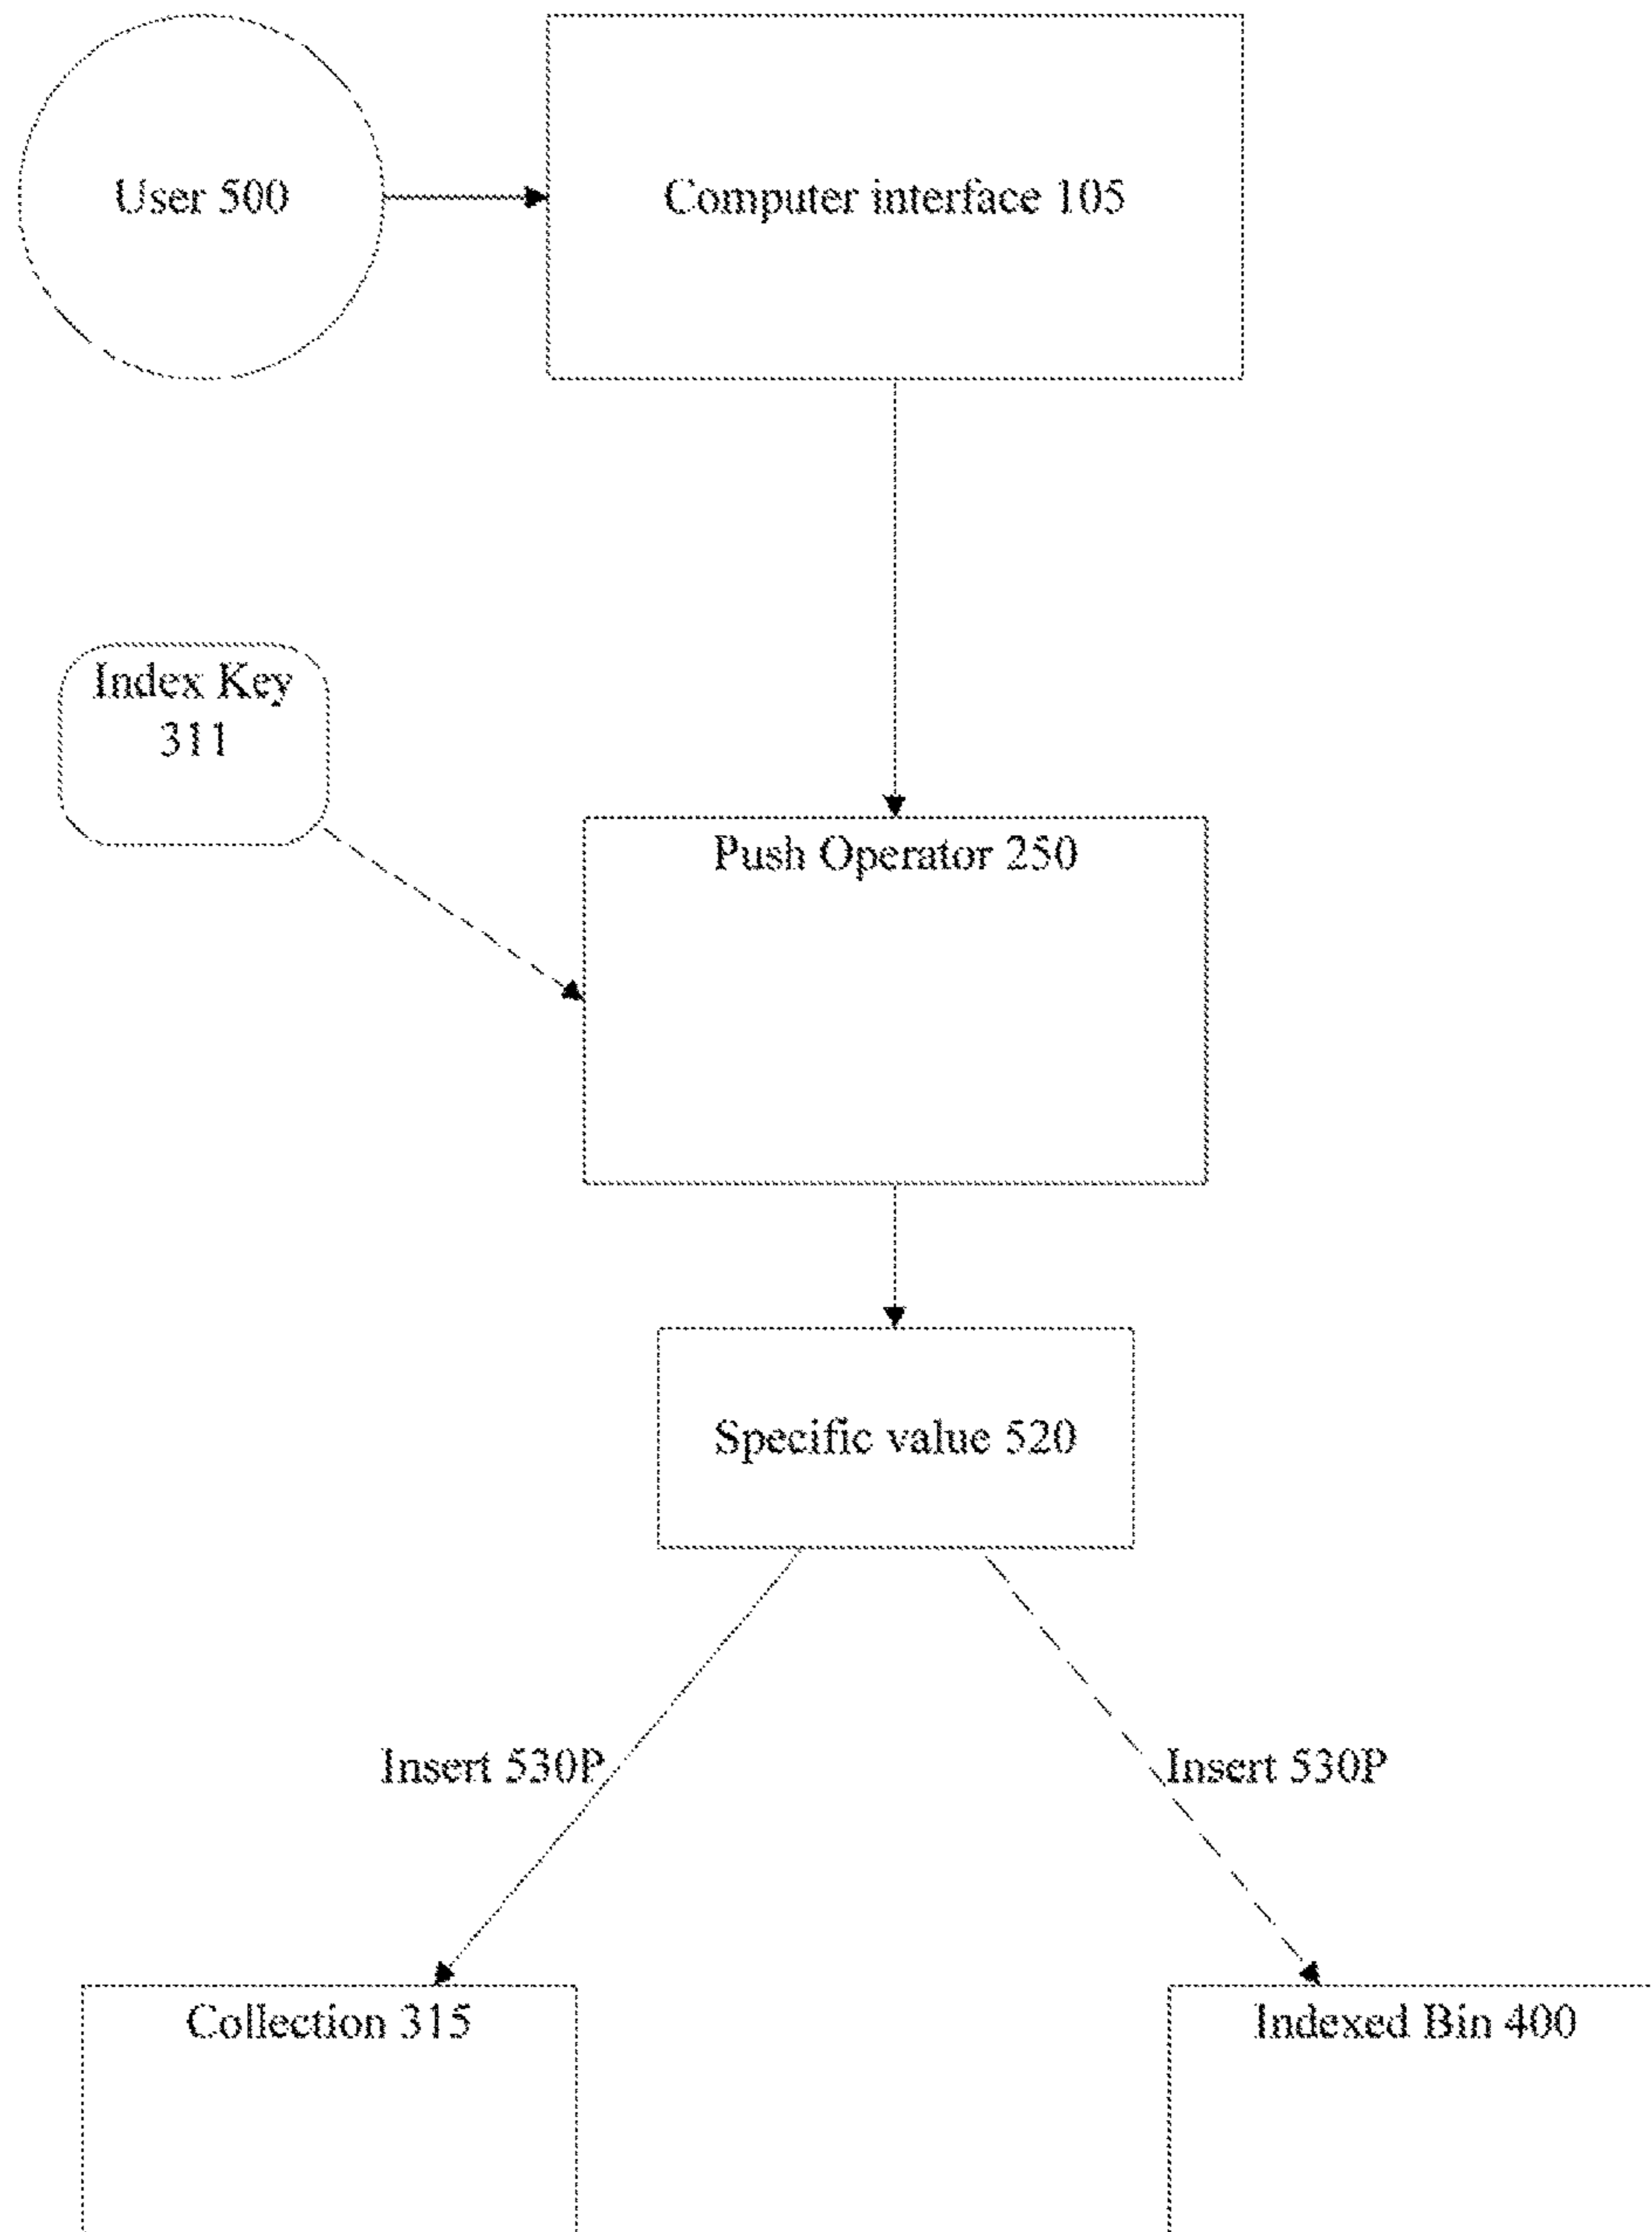 User 500
Computer interface 105
Index Key
311
Push Operator 250
Specific value 520
Insert 530P
Insert 530P
Collection 315
Indexed Bin 400